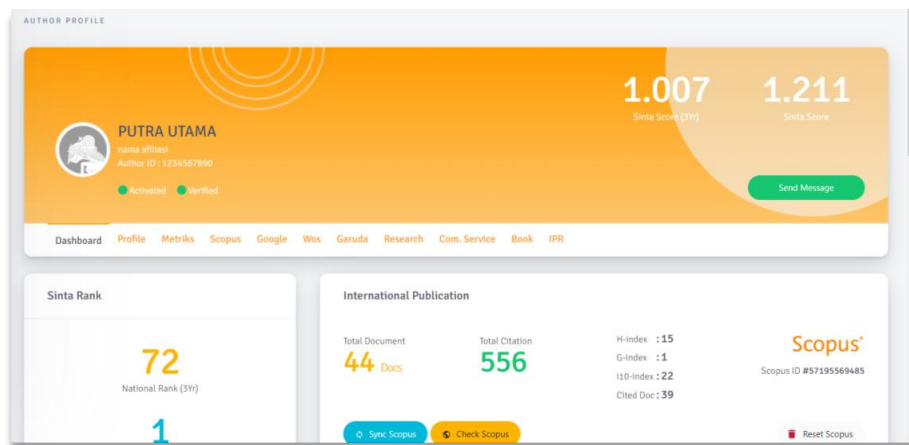 AUTHOR PROFILE
1.007
1.211
Sinta Score (3Yr)
Sinta Score
PUTRA UTAMA
nama afiliasi
Author ID : 1234567890
Activated
Verified
Send Message
Dashboard Profile Metriks Scopus Google Wos Garuda Research Com. Service Book IPR
Sinta Rank
72
National Rank (3Yr)
1
International Publication
Total Document
44 Docs
Total Citation
556
H-index : 15
G-index : 1
i10-index : 22
Cited Doc : 39
Scopus
Scopus ID #57195569485
Sync Scopus
Check Scopus
Reset Scopus